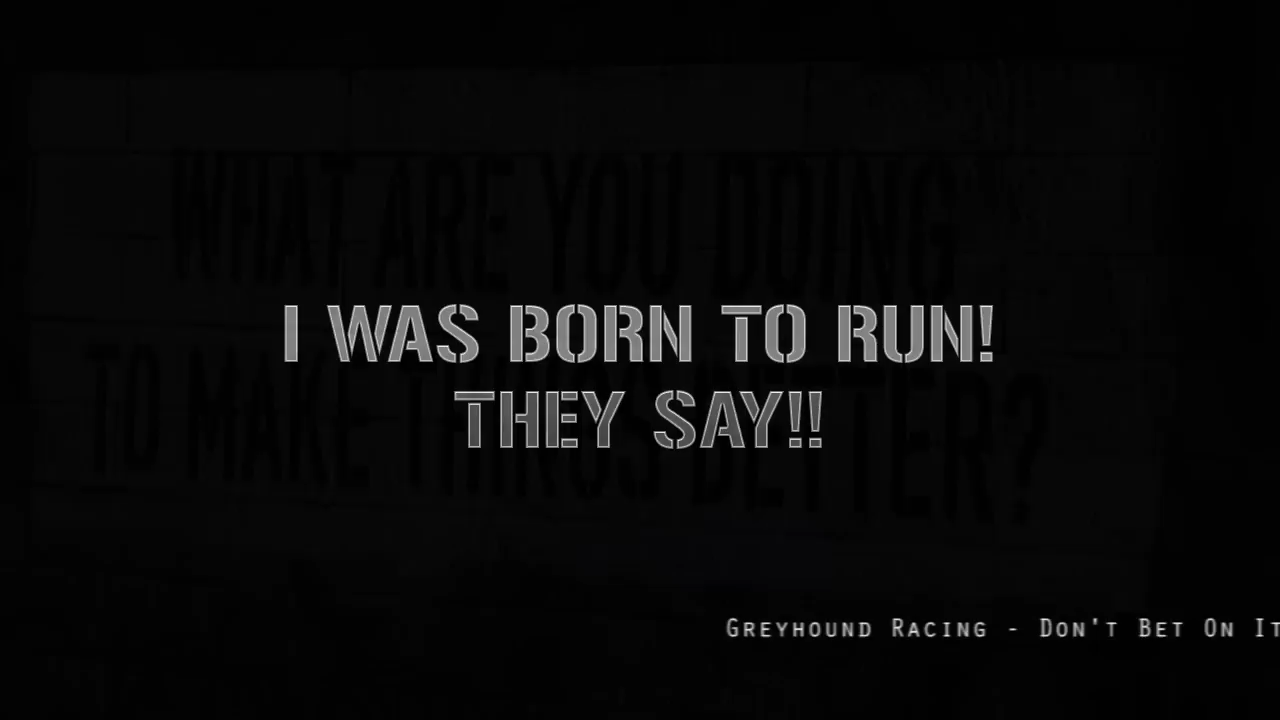 WHAT ARE YOU DOING
I WAS BORN TO RUN!
TO MAKE THINGS BETTER?
THEY SAY!!
Greyhound Racing - Don't Bet On It